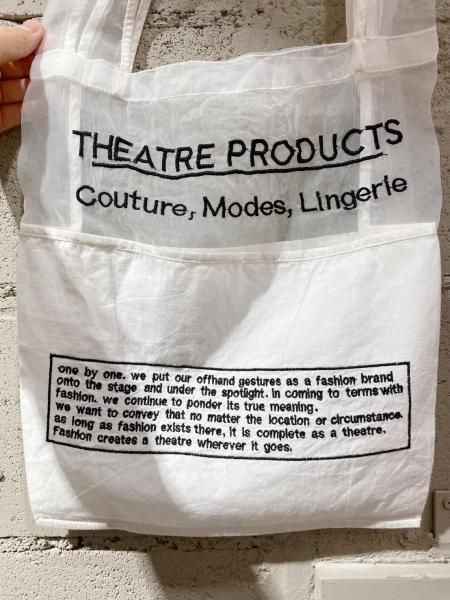 THEATRE PRODUCTS
Couture, Modes, Lingerie
one by one. we put our offhand gestures as a fashion brand
onto the stage and under the spotlight. in coming to terms with
fashion. we continue to ponder its true meaning.
we want to convey that no matter the location or circumstance.
as long as fashion exists there, it is complete as a theatre.
Fashion creates a theatre wherever it goes.